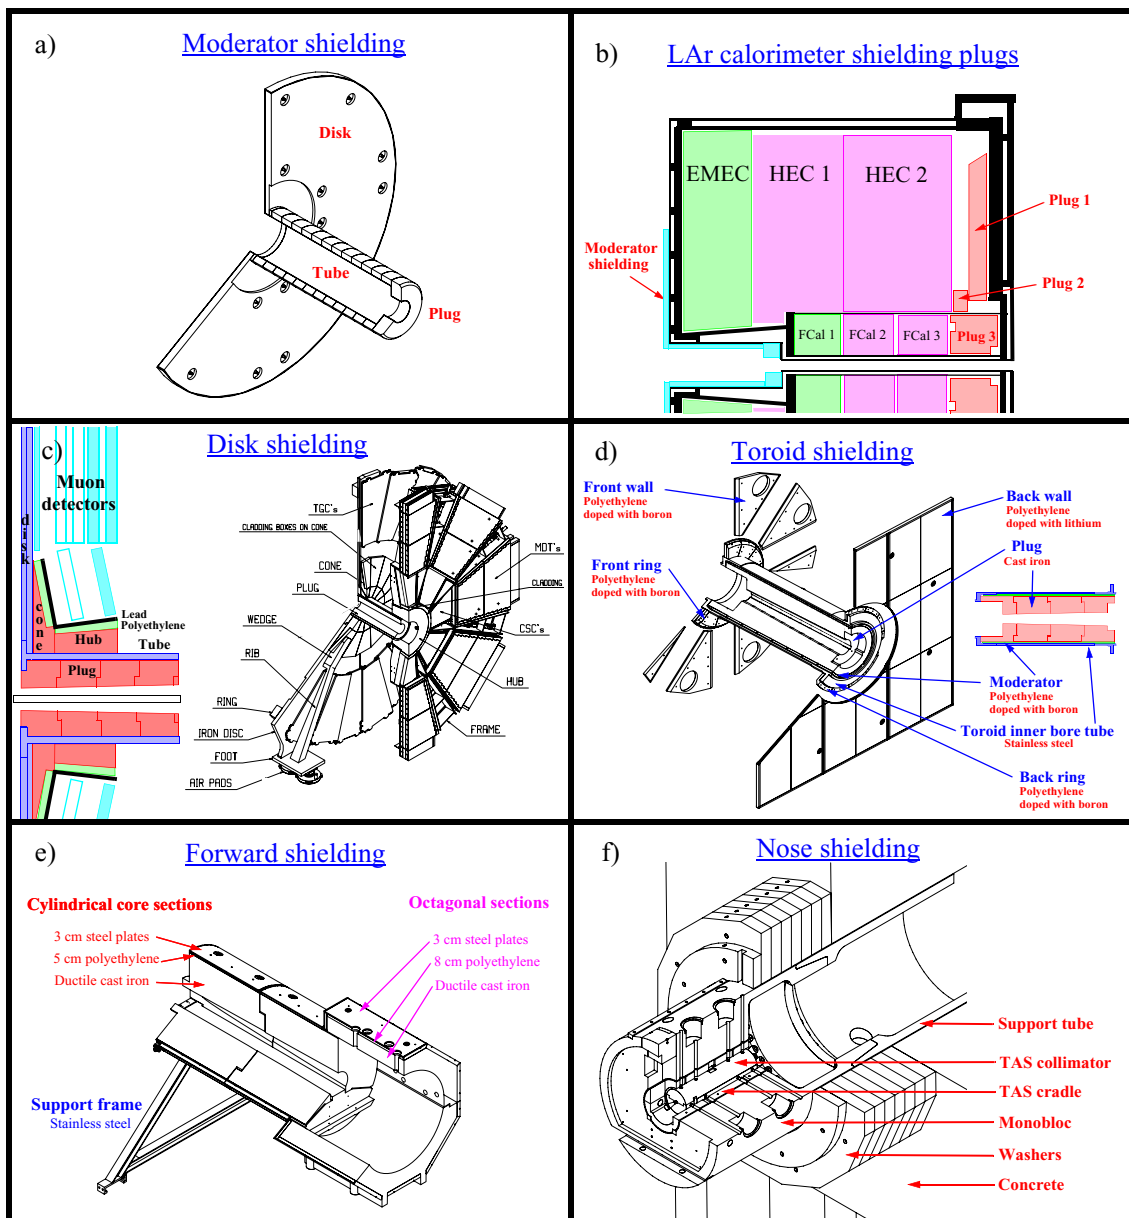 a)
Moderator shielding
Disk
Tube
Plug
b)
LAr calorimeter shielding plugs
EMEC
HEC 1
HEC 2
Plug 1
Moderator
shielding
Plug 2
FCal 1
FCal 2
FCal 3
Plug 3
c)
Disk shielding
Muon
detectors
disk
cone
Lead
Polyethylene
Hub
Tube
Plug
TGC's
CLADDING BOXES ON CONE
CONE
PLUG
WEDGE
RIB
RING
IRON DISC
FOOT
AIR PADS
MDT's
CLADDING
CSC's
HUB
FRAME
d)
Toroid shielding
Front wall
Polyethylene
doped with boron
Back wall
Polyethylene
doped with lithium
Plug
Cast iron
Front ring
Polyethylene
doped with boron
Moderator
Polyethylene
doped with boron
Toroid inner bore tube
Stainless steel
Back ring
Polyethylene
doped with boron
e)
Forward shielding
Cylindrical core sections
3 cm steel plates
5 cm polyethylene
Ductile cast iron
Octagonal sections
3 cm steel plates
8 cm polyethylene
Ductile cast iron
Support frame
Stainless steel
f)
Nose shielding
Support tube
TAS collimator
TAS cradle
Monobloc
Washers
Concrete